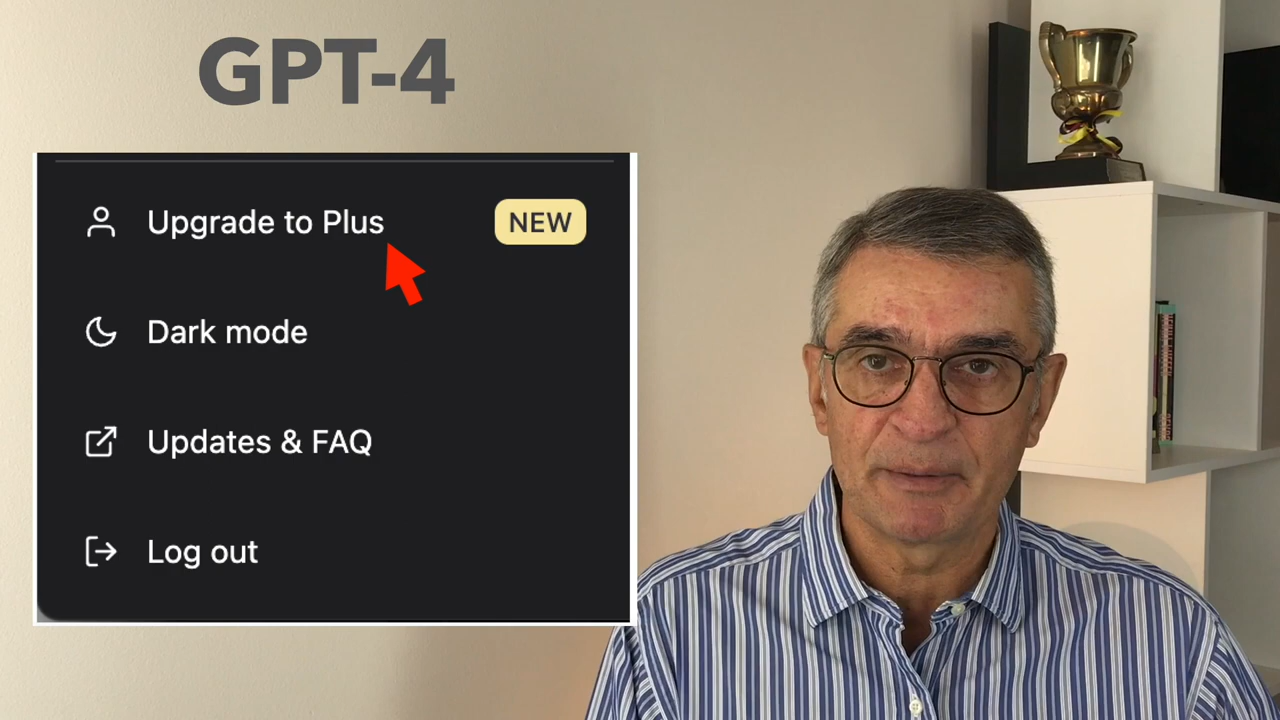 GPT-4
Upgrade to Plus
NEW
Dark mode
Updates & FAQ
Log out